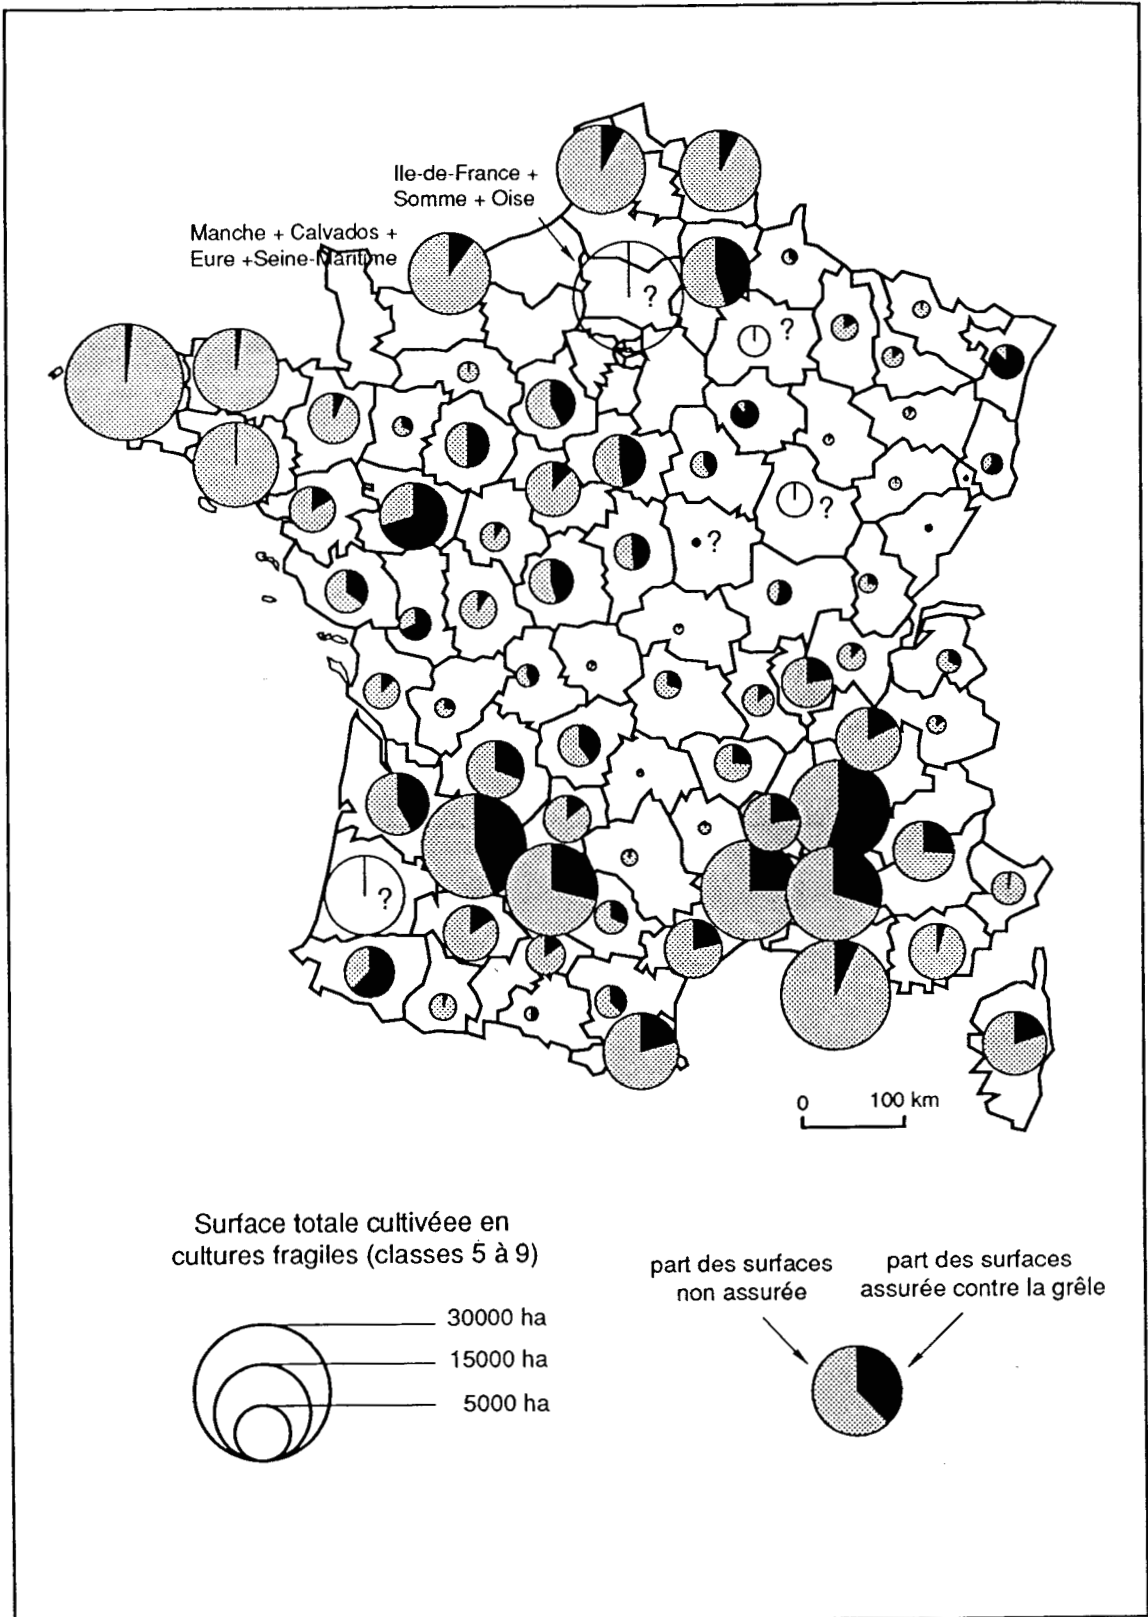 Ile-de-France +
Somme + Oise
Manche + Calvados +
Eure +Seine-Maritime
?
?
?
?
?
0 100 km
Surface totale cultivéee en
cultures fragiles (classes 5 à 9)
30000 ha
15000 ha
5000 ha
part des surfaces
non assurée
part des surfaces
assurée contre la grêle